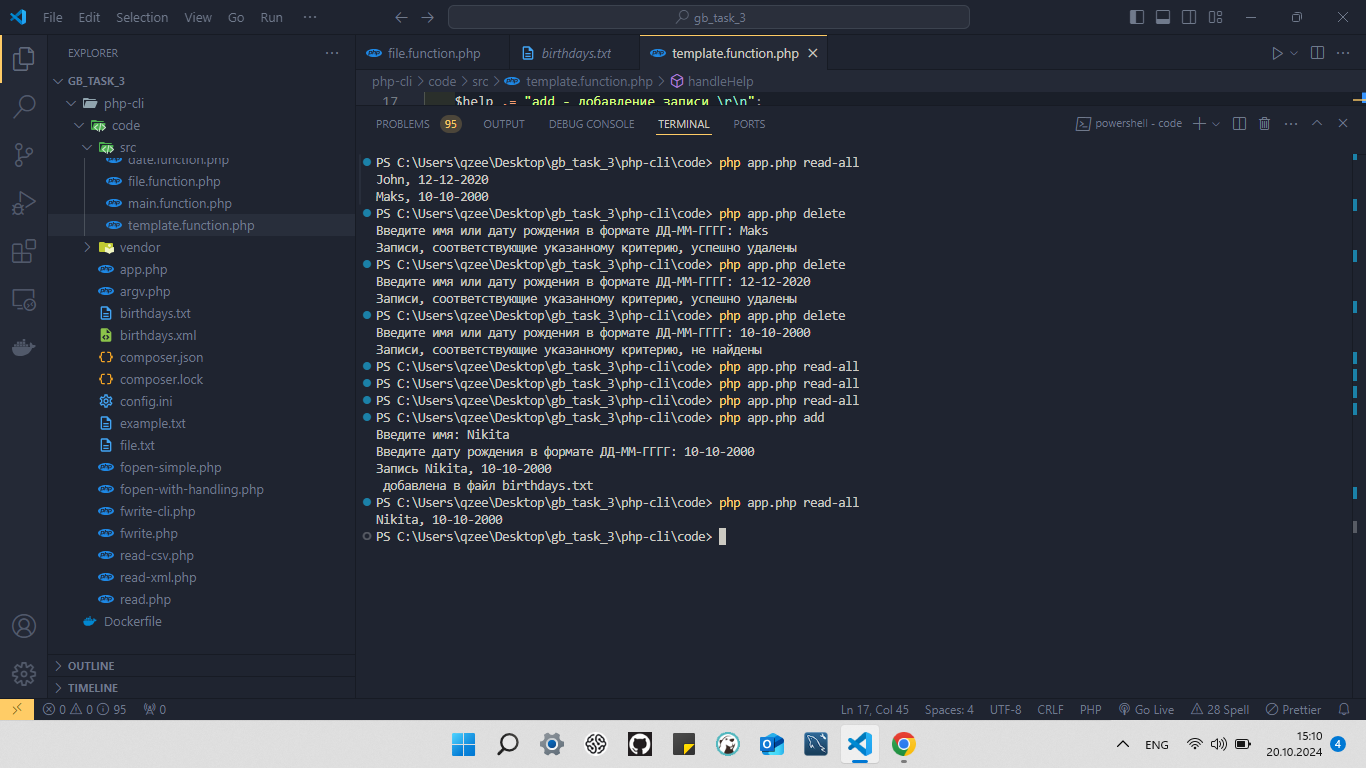 File Edit Selection View Go Run ··· gb_task_3
EXPLORER ···
file.function.php birthdays.txt template.function.php
GB_TASK_3
php-cli > code > src > template.function.php > handleHelp
php-cli
17 $help .= "add - добавление записи \r\n";
code
PROBLEMS 95 OUTPUT DEBUG CONSOLE TERMINAL PORTS powershell - code
src
date.function.php
file.function.php
main.function.php
template.function.php
vendor
app.php
argv.php
birthdays.txt
birthdays.xml
composer.json
composer.lock
config.ini
example.txt
file.txt
fopen-simple.php
fopen-with-handling.php
fwrite-cli.php
fwrite.php
read-csv.php
read-xml.php
read.php
Dockerfile
OUTLINE
TIMELINE
PS C:\Users\qzee\Desktop\gb_task_3\php-cli\code> php app.php read-all
John, 12-12-2020
Maks, 10-10-2000
PS C:\Users\qzee\Desktop\gb_task_3\php-cli\code> php app.php delete
Введите имя или дату рождения в формате ДД-ММ-ГГГГ: Maks
Записи, соответствующие указанному критерию, успешно удалены
PS C:\Users\qzee\Desktop\gb_task_3\php-cli\code> php app.php delete
Введите имя или дату рождения в формате ДД-ММ-ГГГГ: 12-12-2020
Записи, соответствующие указанному критерию, успешно удалены
PS C:\Users\qzee\Desktop\gb_task_3\php-cli\code> php app.php delete
Введите имя или дату рождения в формате ДД-ММ-ГГГГ: 10-10-2000
Записи, соответствующие указанному критерию, не найдены
PS C:\Users\qzee\Desktop\gb_task_3\php-cli\code> php app.php read-all
PS C:\Users\qzee\Desktop\gb_task_3\php-cli\code> php app.php read-all
PS C:\Users\qzee\Desktop\gb_task_3\php-cli\code> php app.php read-all
PS C:\Users\qzee\Desktop\gb_task_3\php-cli\code> php app.php add
Введите имя: Nikita
Введите дату рождения в формате ДД-ММ-ГГГГ: 10-10-2000
Запись Nikita, 10-10-2000
добавлена в файл birthdays.txt
PS C:\Users\qzee\Desktop\gb_task_3\php-cli\code> php app.php read-all
Nikita, 10-10-2000
PS C:\Users\qzee\Desktop\gb_task_3\php-cli\code>
0 0 95 0 Ln 17, Col 45 Spaces: 4 UTF-8 CRLF PHP Go Live 28 Spell Prettier
ENG 15:10 4
20.10.2024